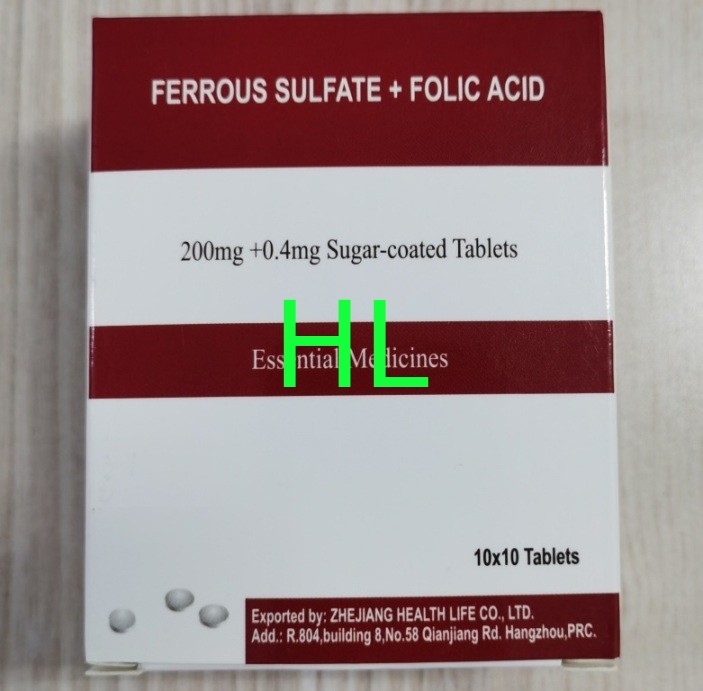 FERROUS SULFATE + FOLIC ACID
200mg +0.4mg Sugar-coated Tablets
HL
Essential Medicines
10x10 Tablets
Exported by: ZHEJIANG HEALTH LIFE CO., LTD.
Add.: R.804,building 8,No.58 Qianjiang Rd. Hangzhou,PRC.